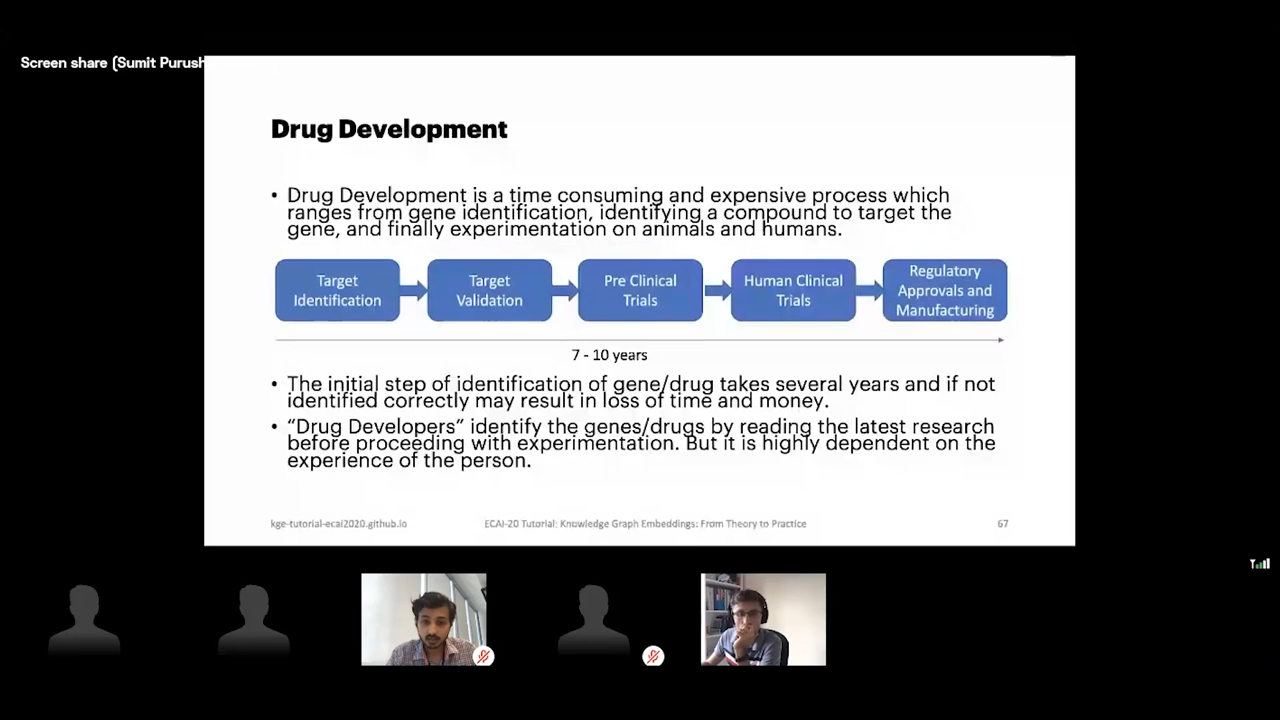 Screen share (Sumit Purush
Drug Development
• Drug Development is a time consuming and expensive process which
ranges from gene identification, identifying a compound to target the
gene, and finally experimentation on animals and humans.
Target
Identification
Target
Validation
Pre Clinical
Trials
Human Clinical
Trials
Regulatory
Approvals and
Manufacturing
7 - 10 years
• The initial step of identification of gene/drug takes several years and if not
identified correctly may result in loss of time and money.
• “Drug Developers” identify the genes/drugs by reading the latest research
before proceeding with experimentation. But it is highly dependent on the
experience of the person.
kge-tutorial-ecai2020.github.io
ECAI-20 Tutorial: Knowledge Graph Embeddings: From Theory to Practice
67